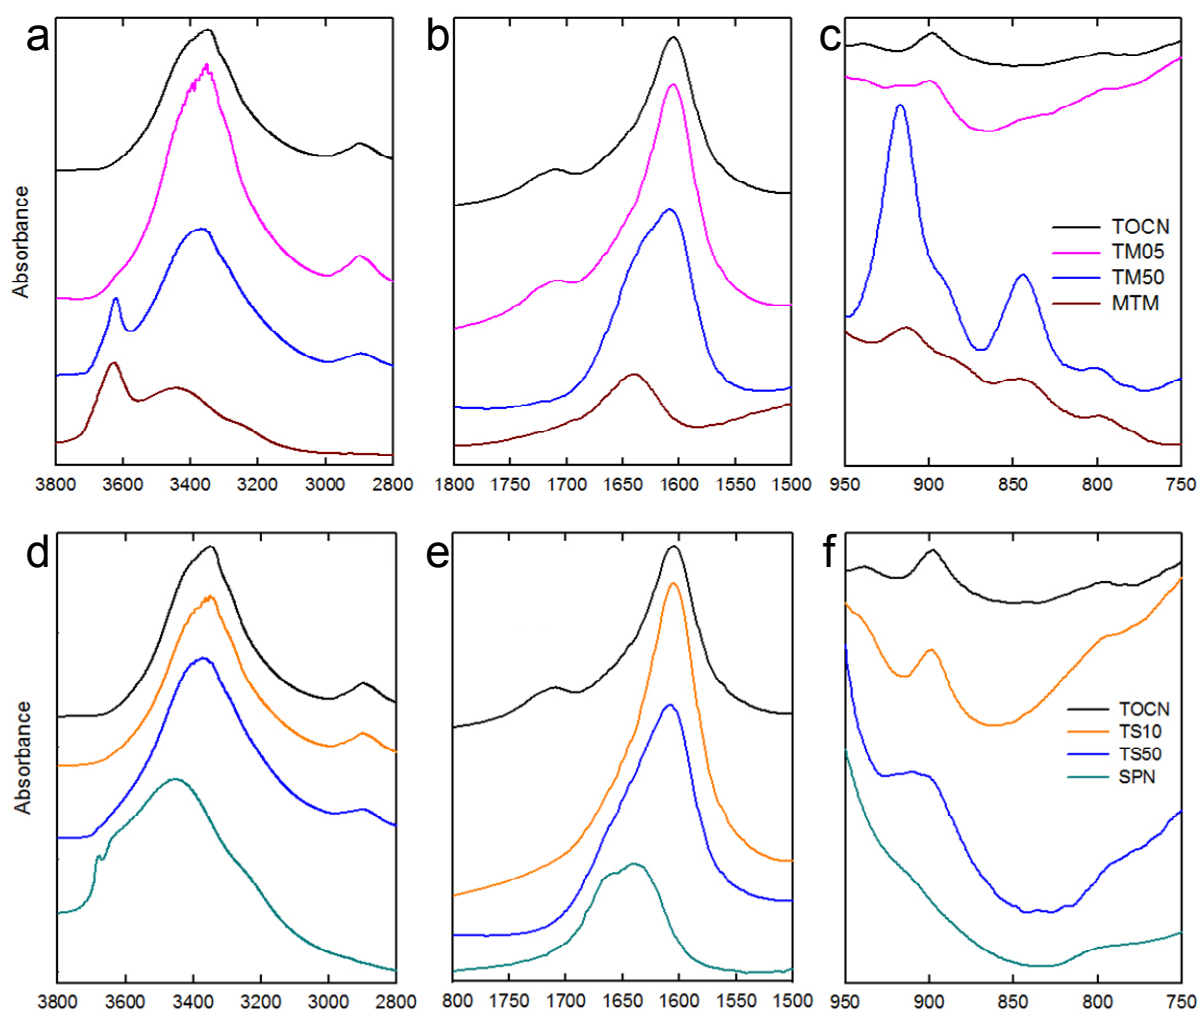 a
b
c
Absorbance
TOCN
TM05
TM50
MTM
3800 3600 3400 3200 3000 2800
1800 1750 1700 1650 1600 1550 1500
950 900 850 800 750
d
e
f
Absorbance
TOCN
TS10
TS50
SPN
3800 3600 3400 3200 3000 2800
800 1750 1700 1650 1600 1550 1500
950 900 850 800 750